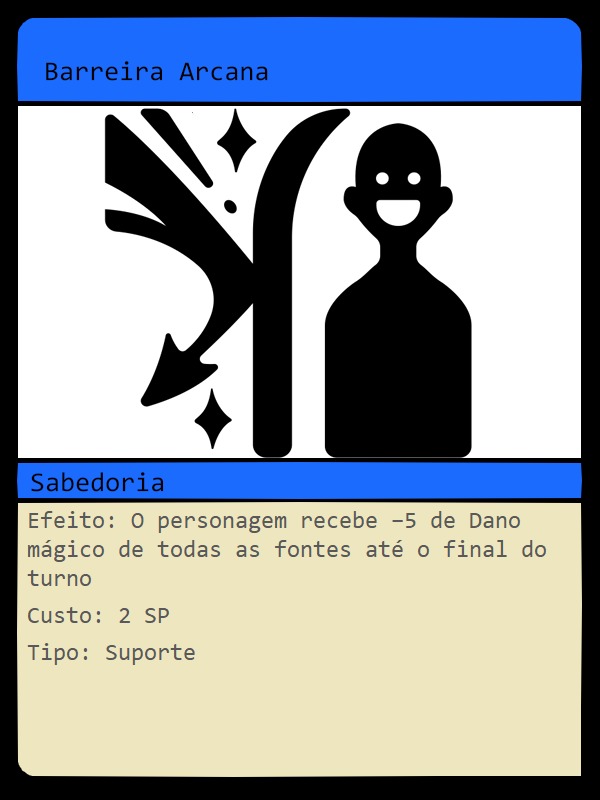 Barreira Arcana
Sabedoria
Efeito: O personagem recebe –5 de Dano
mágico de todas as fontes até o final do
turno
Custo: 2 SP
Tipo: Suporte